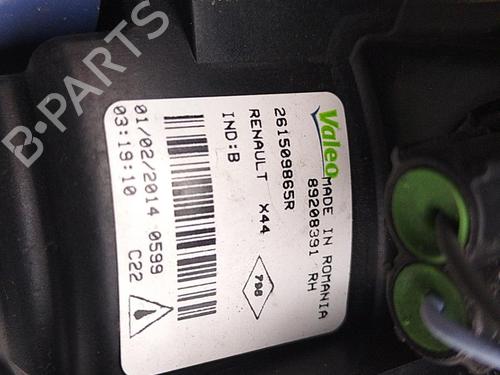 Valeo
MADE IN ROMANIA
89208391 RH
261509865R
RENAULT X44
IND:B
798
01/02/2014 0599
03:19:10 C22
B-PARTS